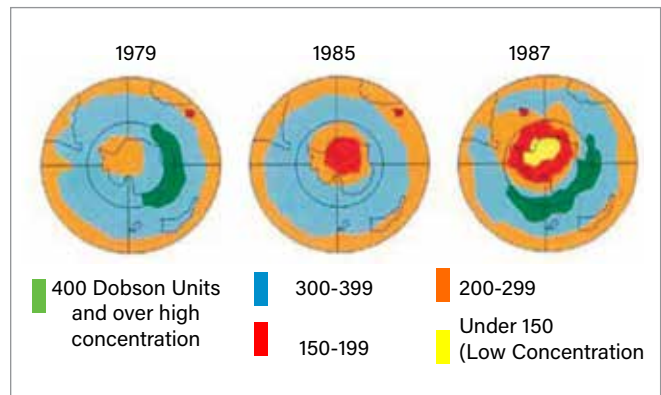 1979
1985
1987
400 Dobson Units
and over high
concentration
300-399
150-199
200-299
Under 150
(Low Concentration